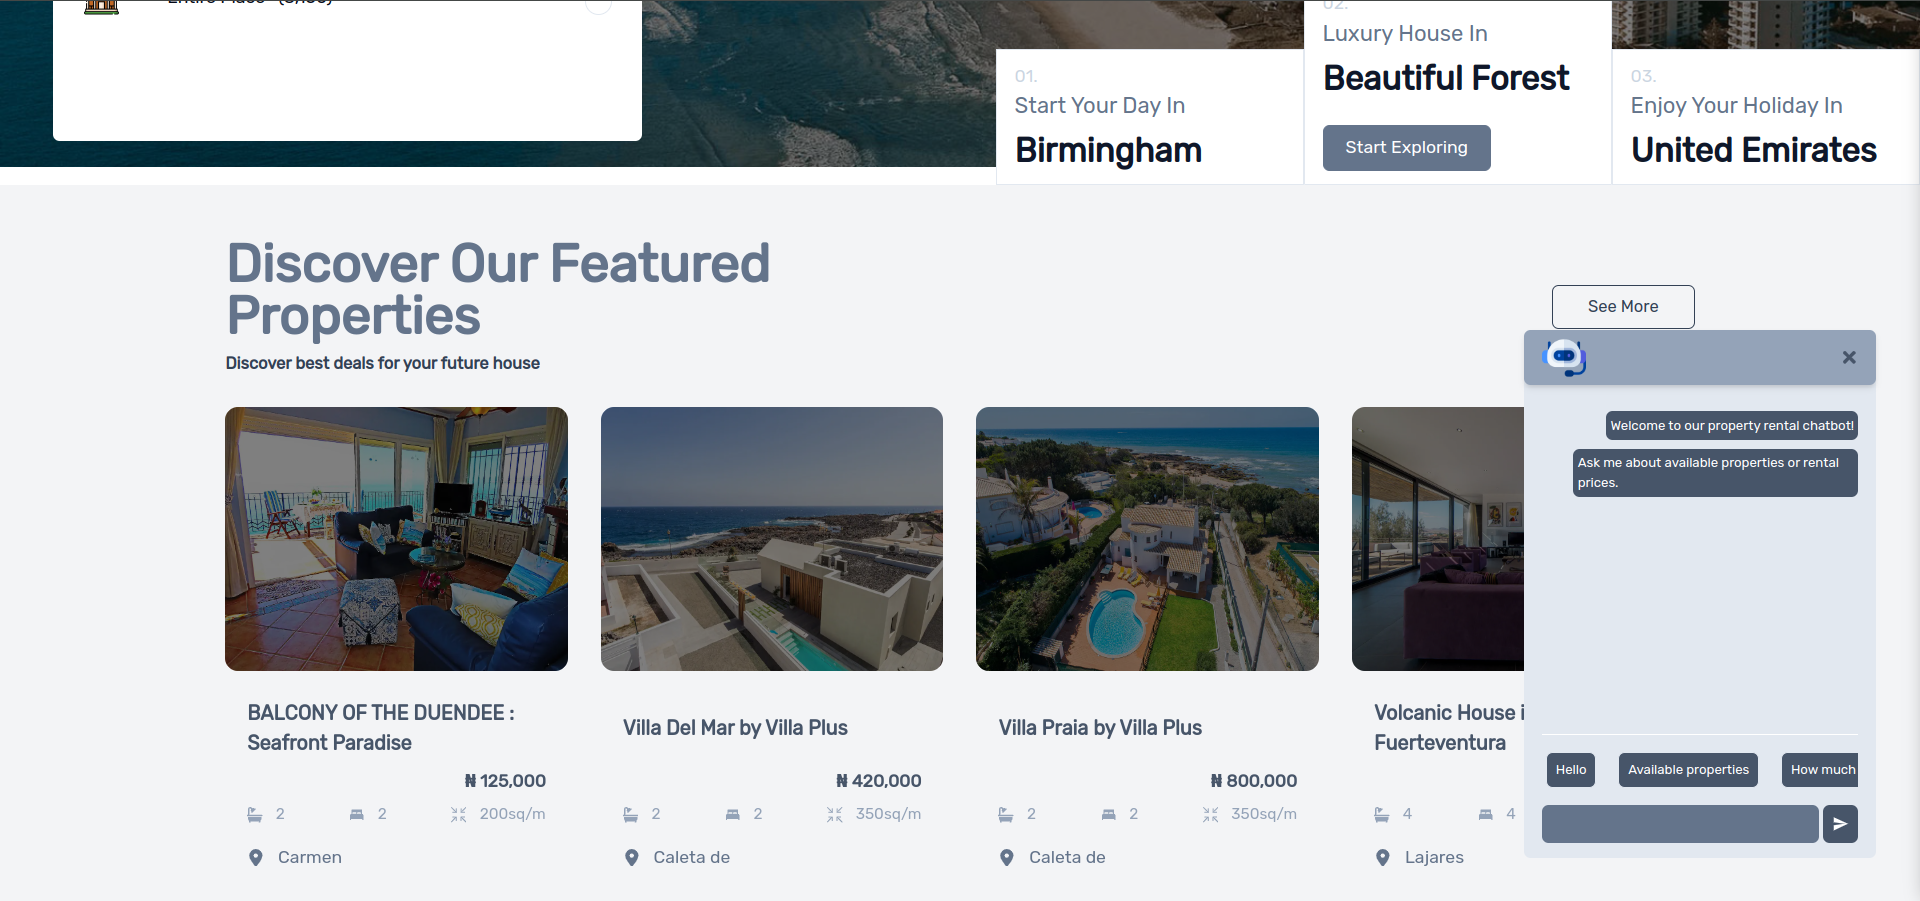 01.
Start Your Day In
Birmingham
02.
Luxury House In
Beautiful Forest
Start Exploring
03.
Enjoy Your Holiday In
United Emirates
Discover Our Featured
Properties
Discover best deals for your future house
See More
BALCONY OF THE DUENDEE :
Seafront Paradise
₦ 125,000
2 2 200sq/m
Carmen
Villa Del Mar by Villa Plus
₦ 420,000
2 2 350sq/m
Caleta de
Villa Praia by Villa Plus
₦ 800,000
2 2 350sq/m
Caleta de
Volcanic House i
Fuerteventura
4 4
Lajares
Welcome to our property rental chatbot!
Ask me about available properties or rental
prices.
Hello
Available properties
How much